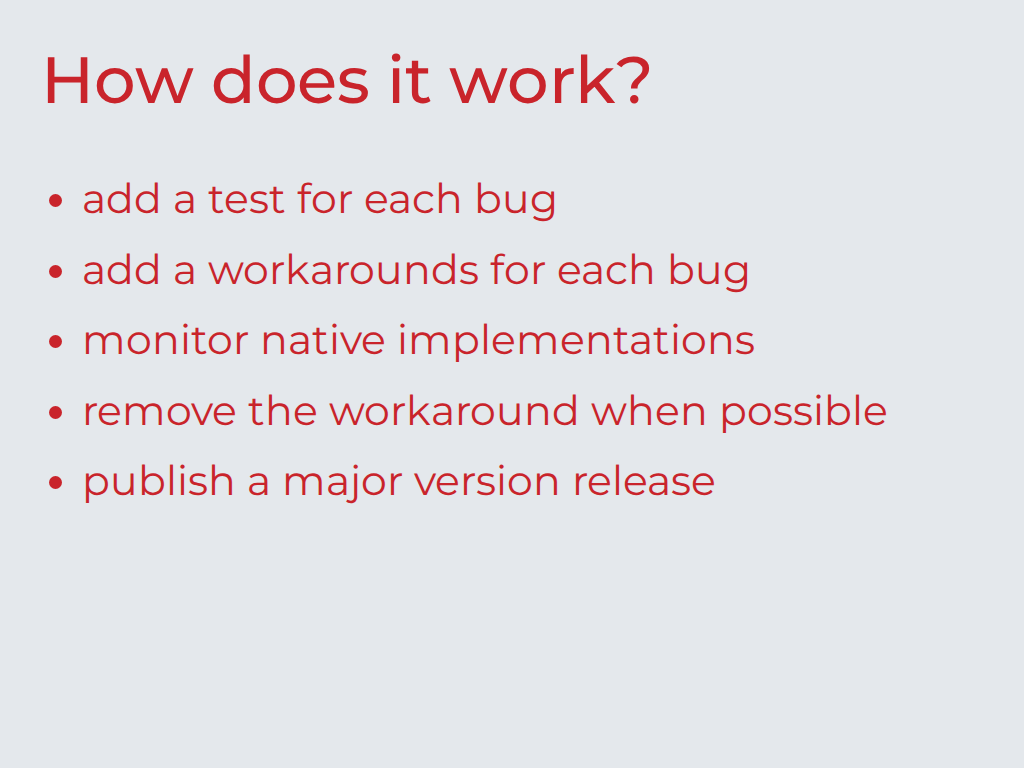 How does it work?
• add a test for each bug
• add a workarounds for each bug
• monitor native implementations
• remove the workaround when possible
• publish a major version release